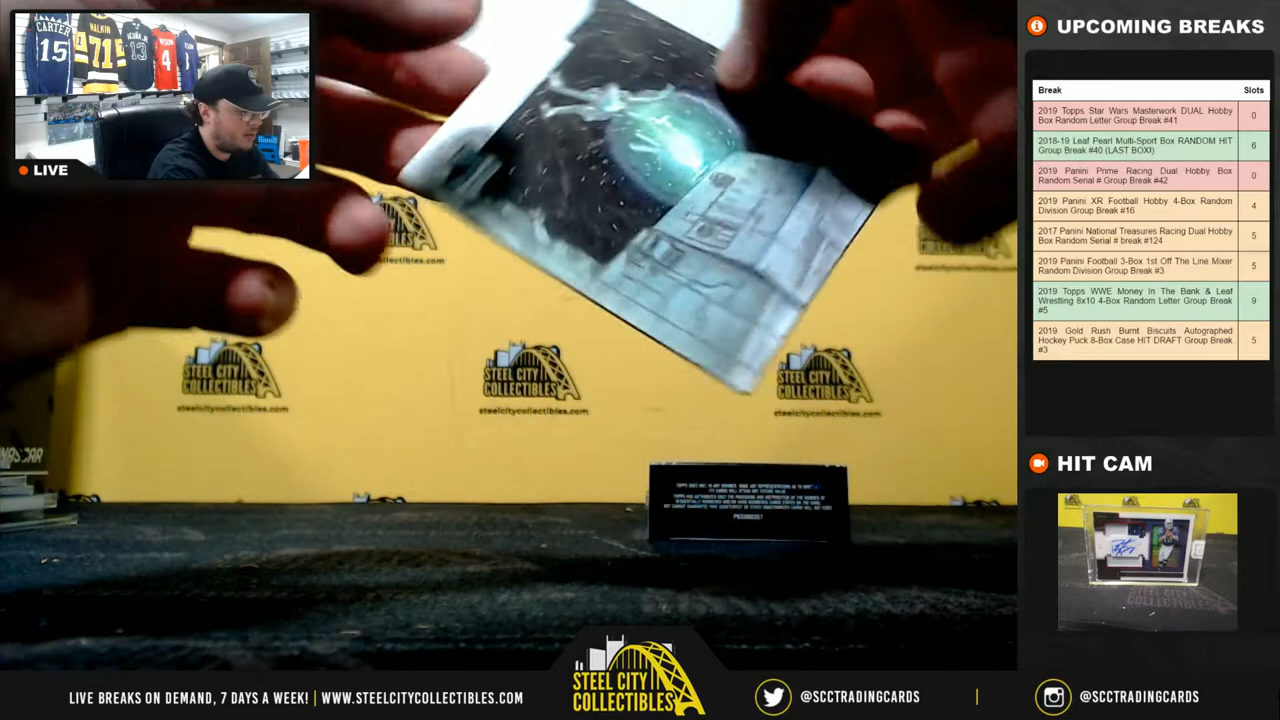 CARTER
15
MALKIN
71
ACUÑA JR.
13
4
LIVE
UPCOMING BREAKS
Break Slots
2019 Topps Star Wars Masterwork DUAL Hobby
Box Random Letter Group Break #41 0
2018-19 Leaf Pearl Multi-Sport Box RANDOM HIT
Group Break #40 (LAST BOX!) 6
2019 Panini Prime Racing Dual Hobby Box
Random Serial # Group Break #42 0
2019 Panini XR Football Hobby 4-Box Random
Division Group Break #16 4
2017 Panini National Treasures Racing Dual Hobby
Box Random Serial # break #124 5
2019 Panini Football 3-Box 1st Off The Line Mixer
Random Division Group Break #3 5
2019 Topps WWE Money In The Bank & Leaf
Wrestling 8x10 4-Box Random Letter Group Break
#5 9
2019 Gold Rush Burnt Biscuits Autographed
Hockey Puck 8-Box Case HIT DRAFT Group Break
#3 5
STEEL CITY
COLLECTIBLES
steelcitycollectibles.com
STEEL CITY
COLLECTIBLES
steelcitycollectibles.com
STEEL CITY
COLLECTIBLES
steelcitycollectibles.com
NASCAR
HIT CAM
LIVE BREAKS ON DEMAND, 7 DAYS A WEEK! | WWW.STEELCITYCOLLECTIBLES.COM
STEEL CITY
COLLECTIBLES
@SCCTRADINGCARDS
@SCCTRADINGCARDS